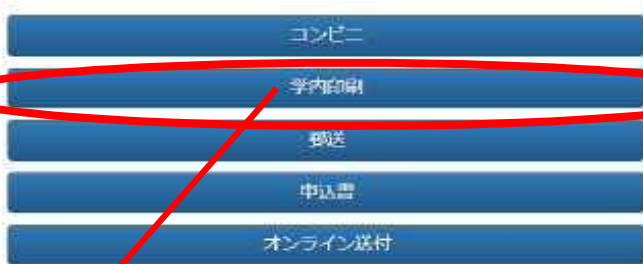 コンビニ
学内印刷
郵送
申込書
オンライン送付